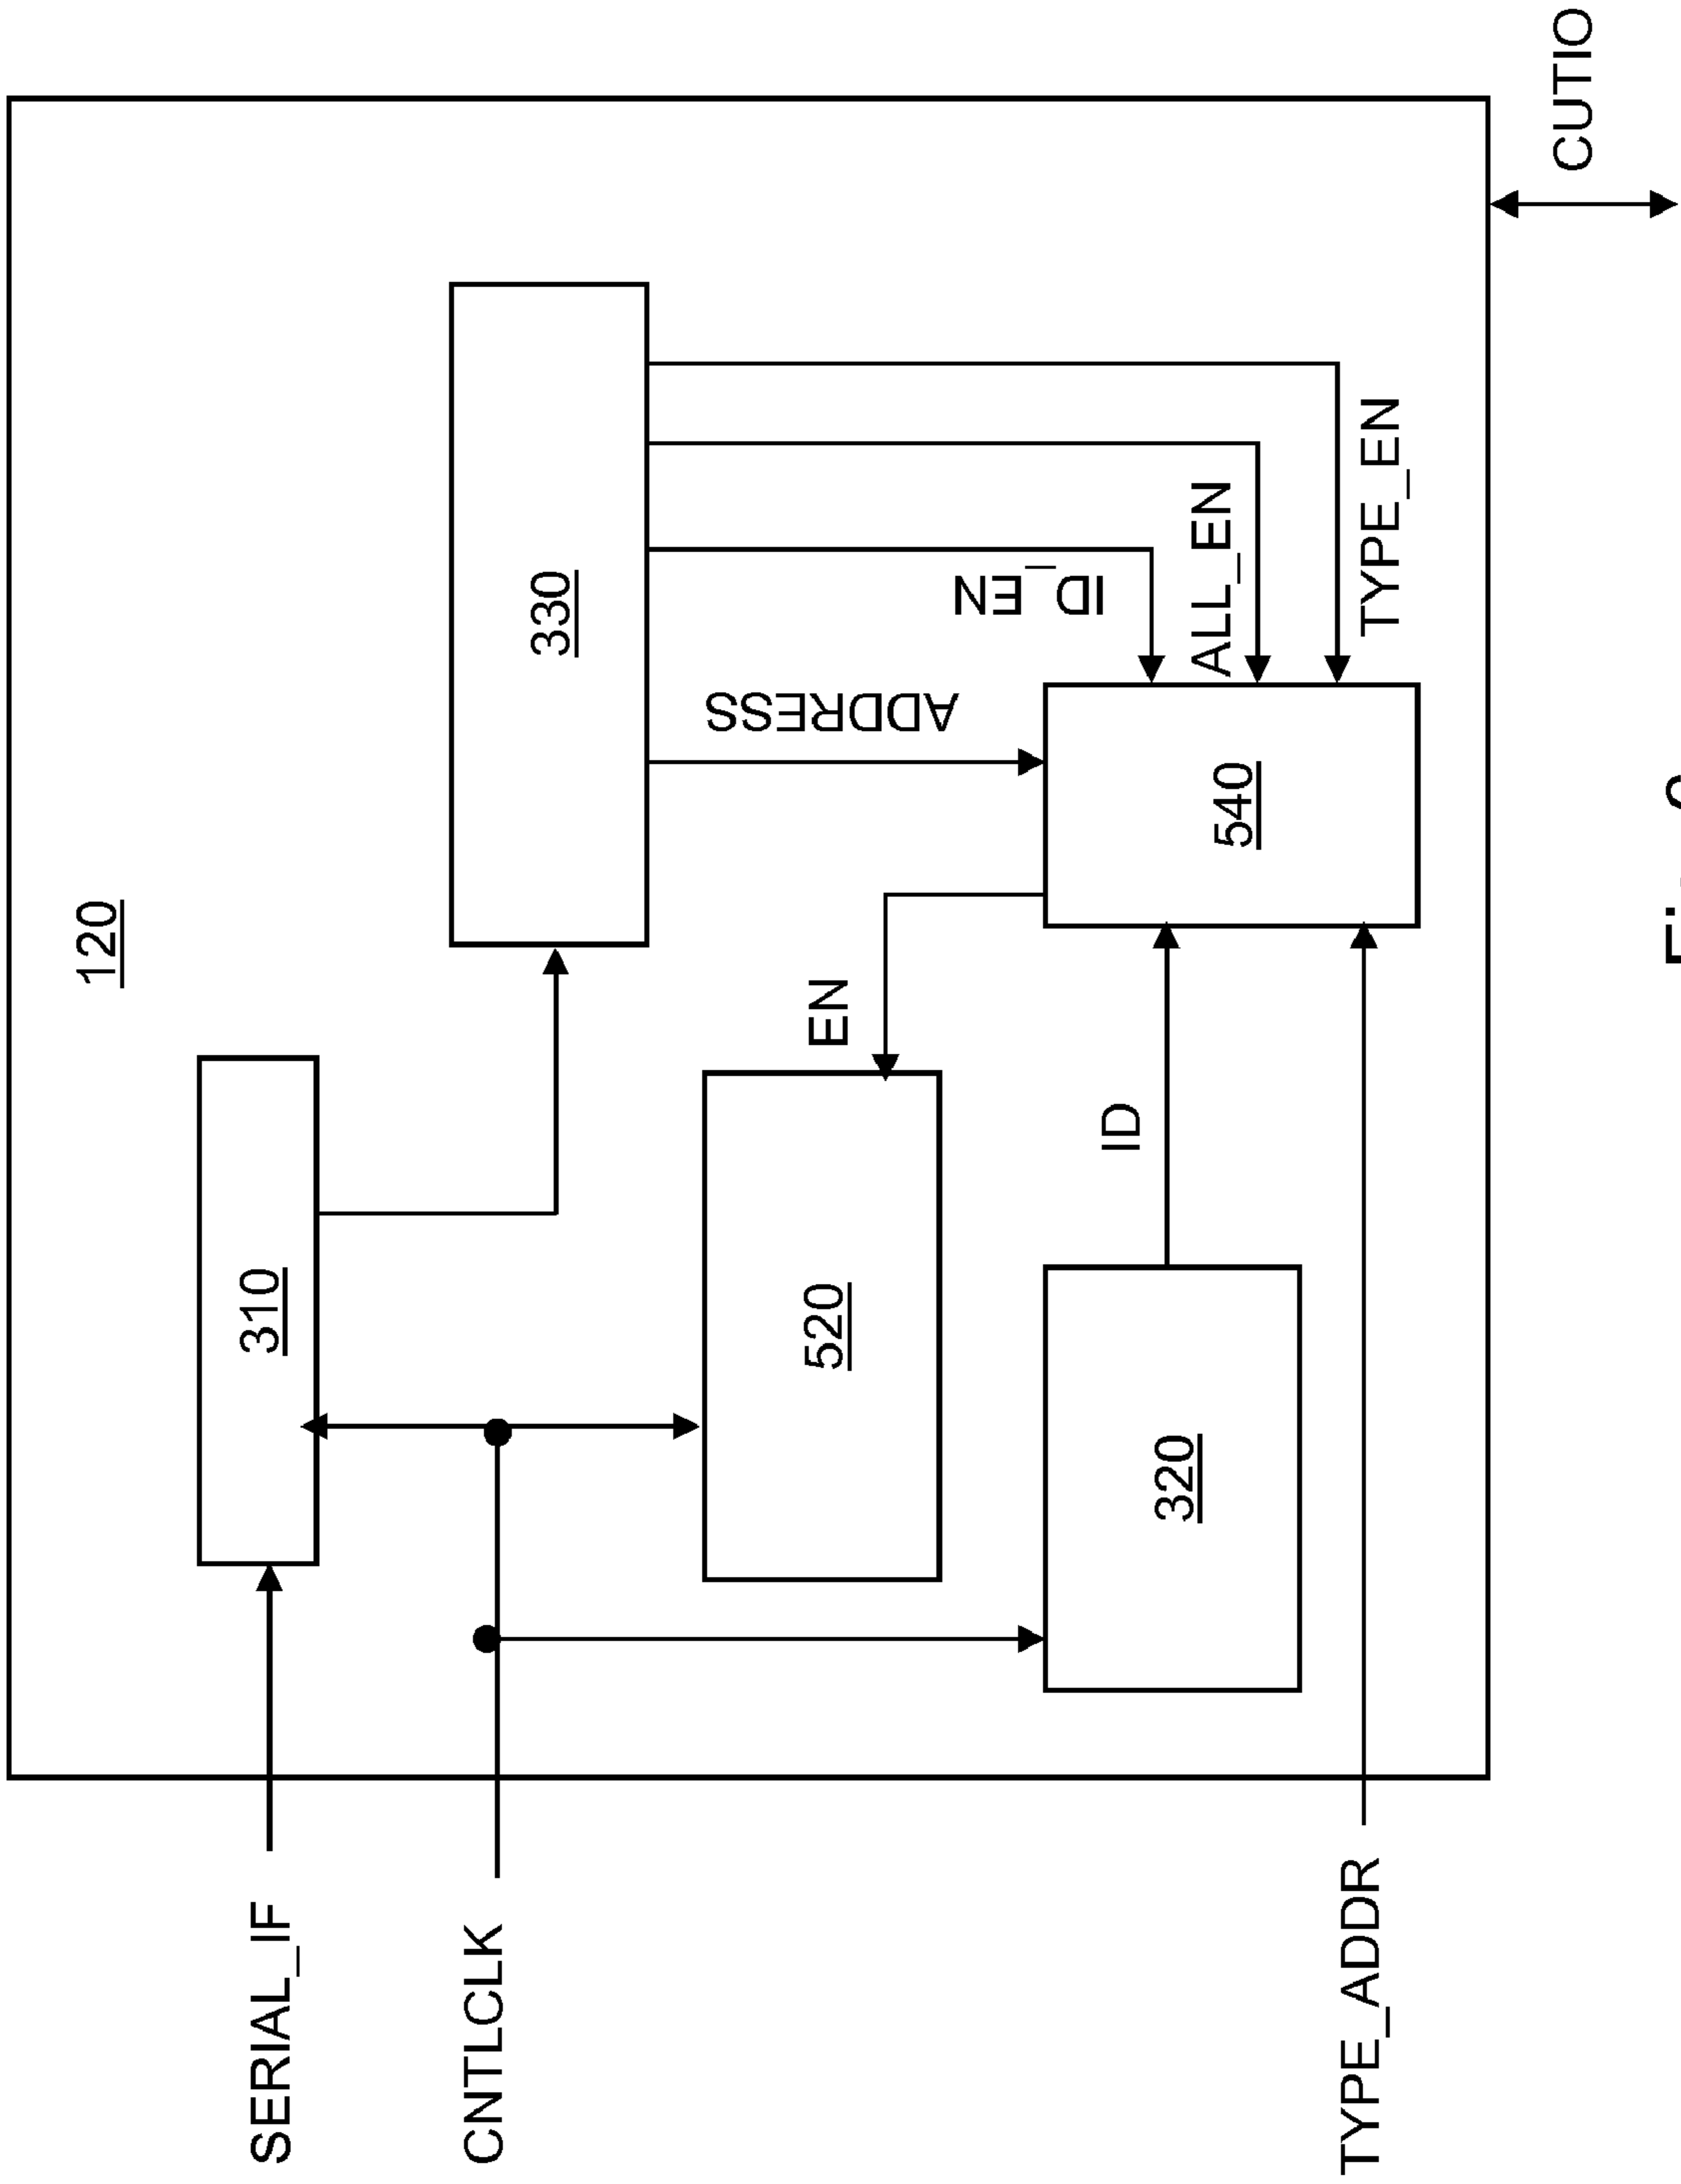 120
SERIAL_IF
310
CNTLCLK
330
EN
520
ADDRESS
ID_EN
ALL_EN
TYPE_EN
ID
540
320
TYPE_ADDR
CUTIO